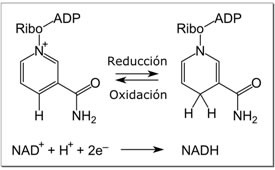 ADP ADP
Ribo Ribo
N+ Reducción N
O O
Oxidación
NH2 NH2
H H H
NAD+ + H+ + 2e– → NADH